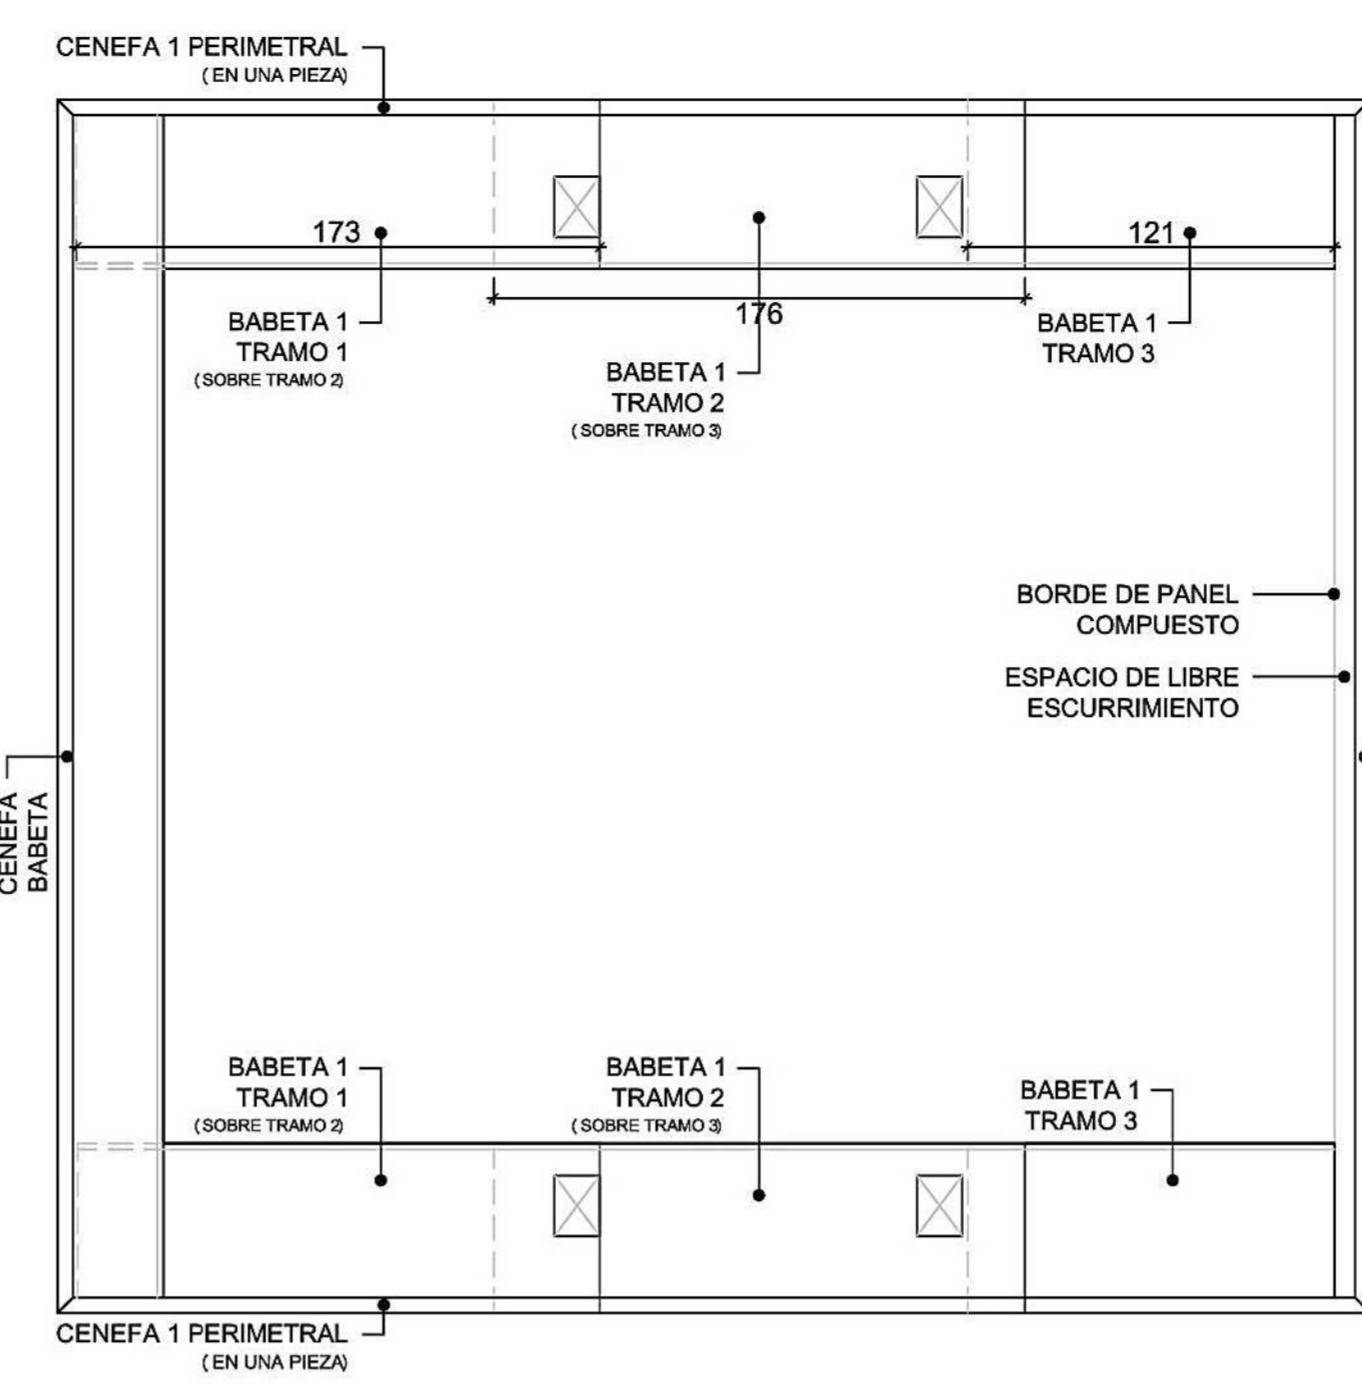 CENEFA 1 PERIMETRAL
(EN UNA PIEZA)
173
121
176
BABETA 1
TRAMO 1
(SOBRE TRAMO 2)
BABETA 1
TRAMO 2
(SOBRE TRAMO 3)
BABETA 1
TRAMO 3
BORDE DE PANEL
COMPUESTO
ESPACIO DE LIBRE
ESCURRIMIENTO
CENEFA
BABETA
BABETA 1
TRAMO 1
(SOBRE TRAMO 2)
BABETA 1
TRAMO 2
(SOBRE TRAMO 3)
BABETA 1
TRAMO 3
CENEFA 1 PERIMETRAL
(EN UNA PIEZA)